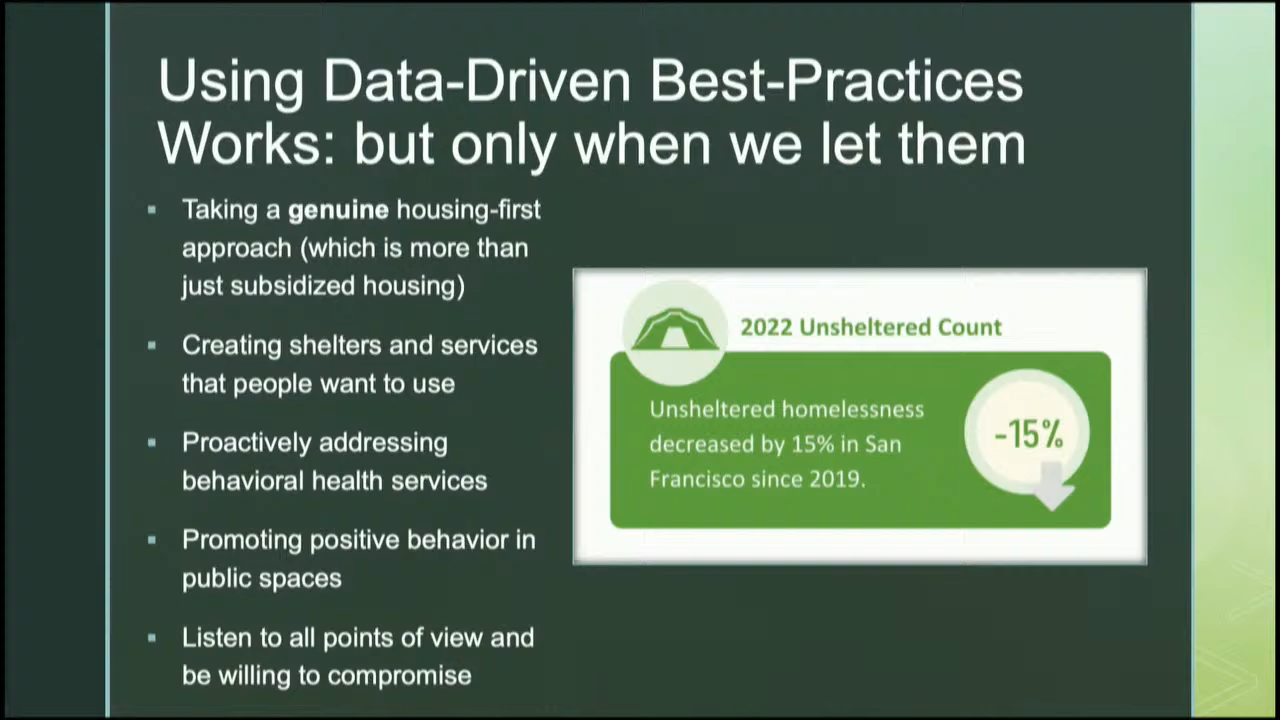 Using Data-Driven Best-Practices
Works: but only when we let them
Taking a genuine housing-first
approach (which is more than
just subsidized housing)
Creating shelters and services
that people want to use
Proactively addressing
behavioral health services
Promoting positive behavior in
public spaces
Listen to all points of view and
be willing to compromise
2022 Unsheltered Count
Unsheltered homelessness
decreased by 15% in San
Francisco since 2019.
-15%